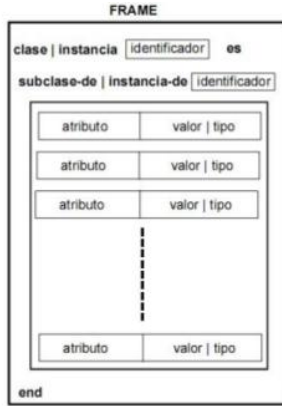 FRAME
clase | instancia identificador es
subclase-de | instancia-de identificador
atributo valor | tipo
atributo valor | tipo
atributo valor | tipo
atributo valor | tipo
end